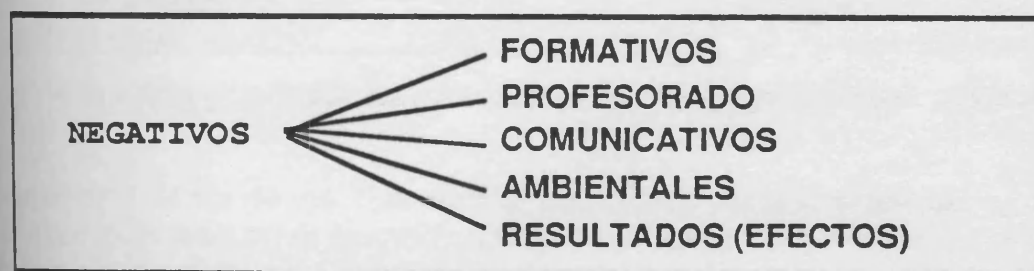 FORMATIVOS
PROFESORADO
NEGATIVOS
COMUNICATIVOS
AMBIENTALES
RESULTADOS (EFECTOS)